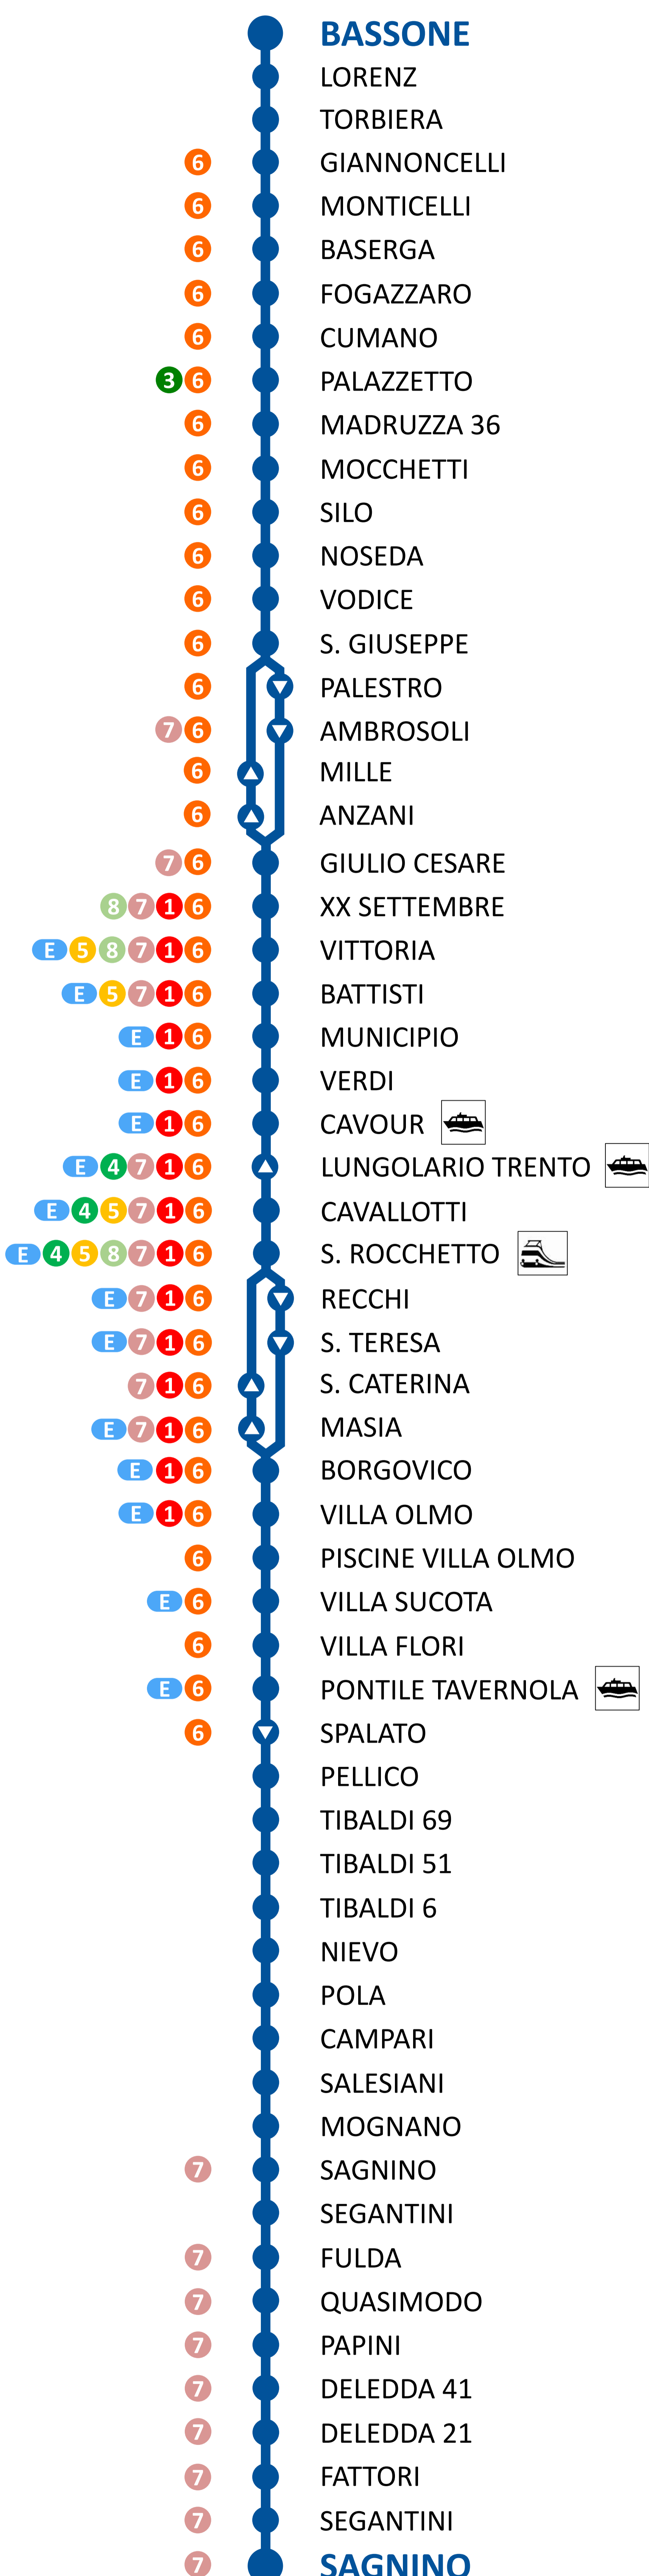 BASSONE
LORENZ
TORBIERA
6 GIANNONCELLI
6 MONTICELLI
6 BASERGA
6 FOGAZZARO
6 CUMANO
3 6 PALAZZETTO
6 MADRUZZA 36
6 MOCCHETTI
6 SILO
6 NOSEDA
6 VODICE
6 S. GIUSEPPE
6 PALESTRO
7 6 AMBROSOLI
6 MILLE
6 ANZANI
7 6 GIULIO CESARE
8 7 1 6 XX SETTEMBRE
E 5 8 7 1 6 VITTORIA
E 5 7 1 6 BATTISTI
E 1 6 MUNICIPIO
E 1 6 VERDI
E 1 6 CAVOUR
E 4 7 1 6 LUNGOLARIO TRENTO
E 4 5 7 1 6 CAVALLOTTI
E 4 5 8 7 1 6 S. ROCCHETTO
E 7 1 6 RECCHI
E 7 1 6 S. TERESA
7 1 6 S. CATERINA
E 7 1 6 MASIA
E 1 6 BORGOVICO
E 1 6 VILLA OLMO
6 PISCINE VILLA OLMO
E 6 VILLA SUCOTA
6 VILLA FLORI
E 6 PONTILE TAVERNOLA
6 SPALATO
PELLICO
TIBALDI 69
TIBALDI 51
TIBALDI 6
NIEVO
POLA
CAMPARI
SALESIANI
MOGNANO
7 SAGNINO
SEGANTINI
7 FULDA
7 QUASIMODO
7 PAPINI
7 DELEDDA 41
7 DELEDDA 21
7 FATTORI
7 SEGANTINI
7 SAGNINO